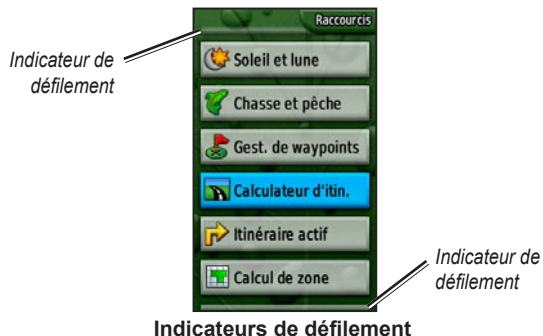 Raccourcis
Indicateur de
défilement
Soleil et lune
Chasse et pêche
Gest. de waypoints
Calculateur d'itin.
Itinéraire actif
Calcul de zone
Indicateur de
défilement
Indicateurs de défilement